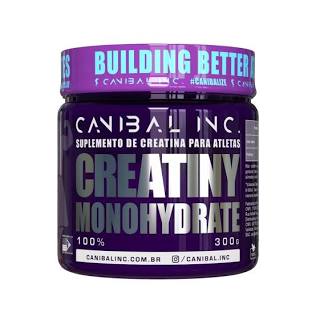 BUILDING BETTER
CANIBAL INC.
#CANIBALIZE
CANIBAL INC.
SUPLEMENTO DE CREATINA PARA ATLETAS
CREATINY
MONOHYDRATE
100%
300g
CANIBALINC.COM.BR
/CANIBAL.INC